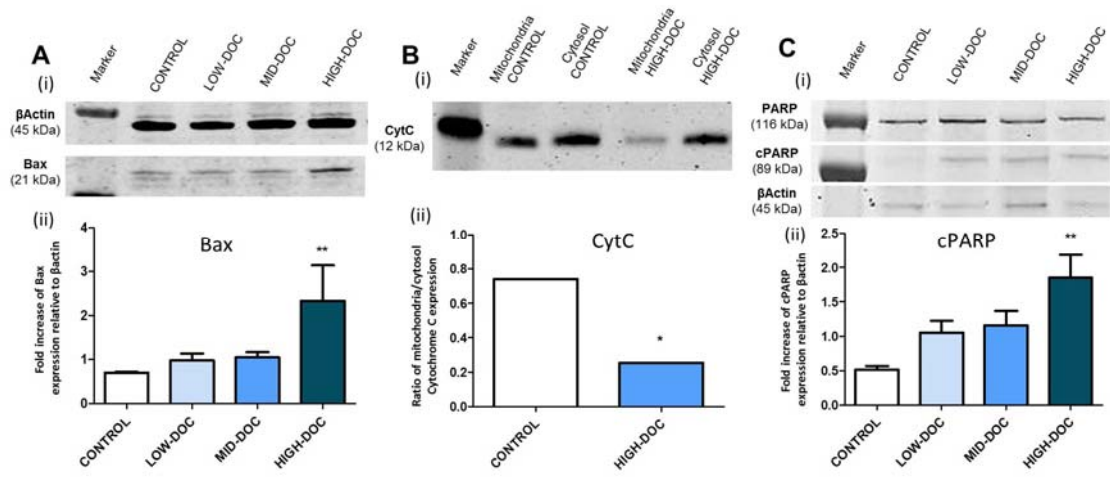 A
Marker
CONTROL
LOW-DOC
MID-DOC
HIGH-DOC
(i)
βActin
(45 kDa)
Bax
(21 kDa)
(ii)
Bax
Fold increase of Bax
expression relative to βactin
4
3
2
1
0
**
CONTROL
LOW-DOC
MID-DOC
HIGH-DOC
B
Marker
Mitochondria
CONTROL
Cytosol
CONTROL
Mitochondria
HIGH-DOC
Cytosol
HIGH-DOC
(i)
CytC
(12 kDa)
(ii)
CytC
Ratio of mitochondria/cytosol
Cytochrome C expression
0.8
0.6
0.4
0.2
0.0
*
CONTROL
HIGH-DOC
C
Marker
CONTROL
LOW-DOC
MID-DOC
HIGH-DOC
(i)
PARP
(116 kDa)
cPARP
(89 kDa)
βActin
(45 kDa)
(ii)
cPARP
Fold increase of cPARP
expression relative to βactin
2.5
2.0
1.5
1.0
0.5
0.0
**
CONTROL
LOW-DOC
MID-DOC
HIGH-DOC